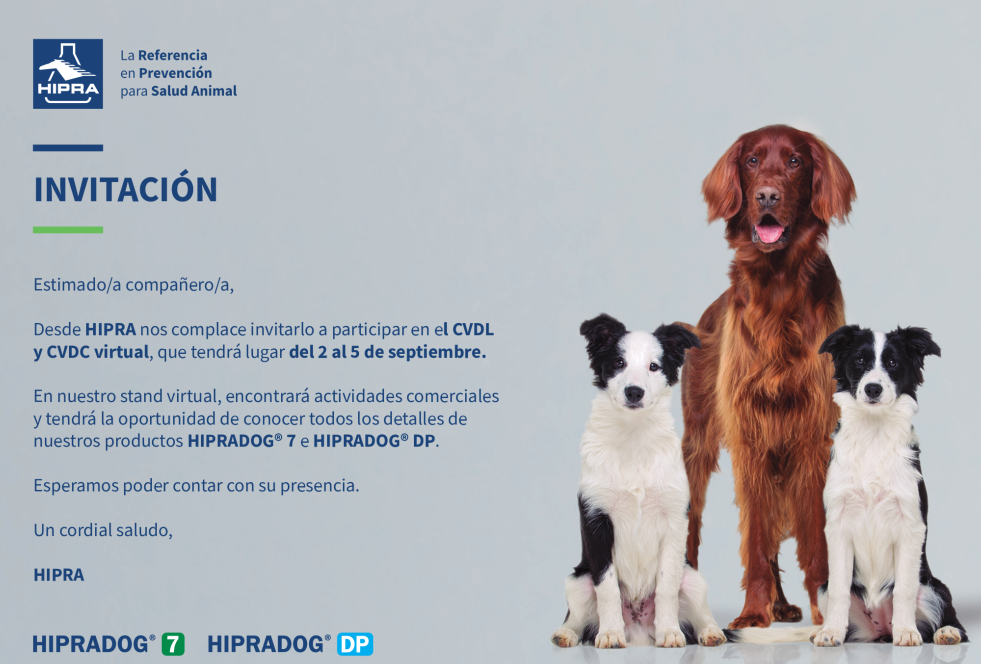 HIPRA
La Referencia
en Prevención
para Salud Animal
INVITACIÓN
Estimado/a compañero/a,
Desde HIPRA nos complace invitarlo a participar en el CVDL
y CVDC virtual, que tendrá lugar del 2 al 5 de septiembre.
En nuestro stand virtual, encontrará actividades comerciales
y tendrá la oportunidad de conocer todos los detalles de
nuestros productos HIPRADOG® 7 e HIPRADOG® DP.
Esperamos poder contar con su presencia.
Un cordial saludo,
HIPRA
HIPRADOG® 7 HIPRADOG® DP